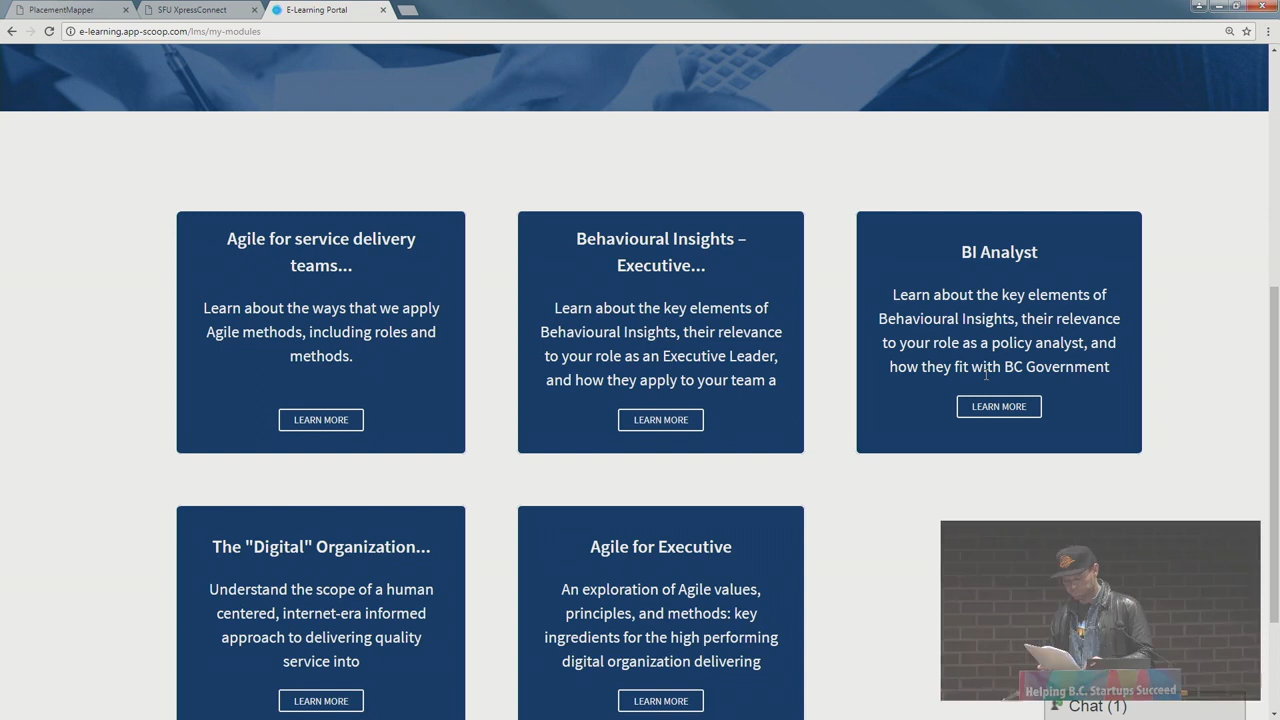 PlacementMapper
SFU XpressConnect
E-Learning Portal
e-learning.app-scoop.com/lms/my-modules
Agile for service delivery
teams...
Learn about the ways that we apply
Agile methods, including roles and
methods.
LEARN MORE
Behavioural Insights –
Executive...
Learn about the key elements of
Behavioural Insights, their relevance
to your role as an Executive Leader,
and how they apply to your team a
LEARN MORE
BI Analyst
Learn about the key elements of
Behavioural Insights, their relevance
to your role as a policy analyst, and
how they fit with BC Government
LEARN MORE
The "Digital" Organization...
Understand the scope of a human
centered, internet-era informed
approach to delivering quality
service into
LEARN MORE
Agile for Executive
An exploration of Agile values,
principles, and methods: key
ingredients for the high performing
digital organization delivering
LEARN MORE
Helping B.C. Startups Succeed
Chat (1)